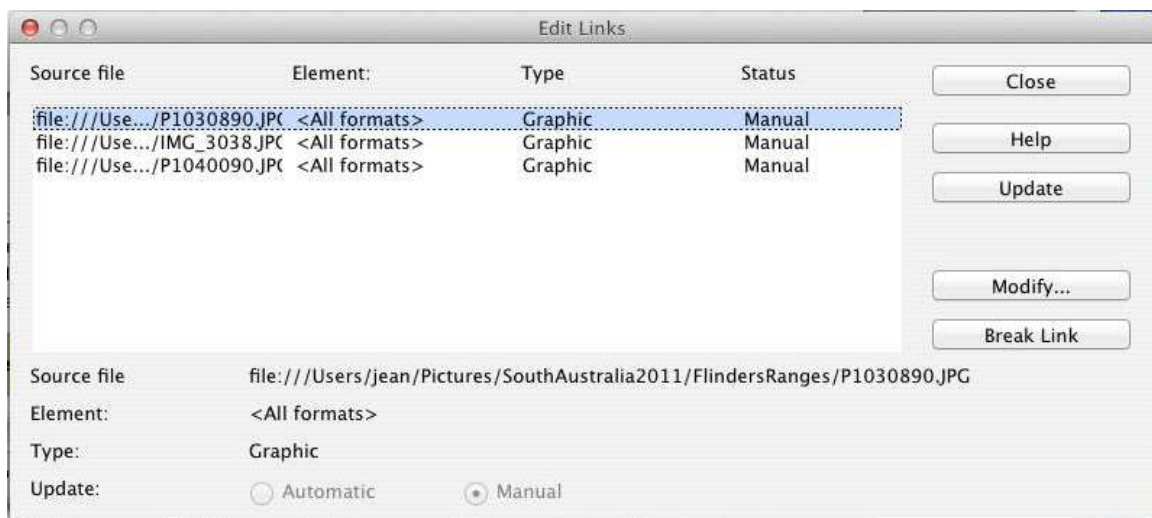 Edit Links
Source file Element: Type Status
Close
file:///Use.../P1030890.JP( <All formats> Graphic Manual
file:///Use.../IMG_3038.JP( <All formats> Graphic Manual
file:///Use.../P1040090.JP( <All formats> Graphic Manual
Help
Update
Modify...
Break Link
Source file file:///Users/jean/Pictures/SouthAustralia2011/FlindersRanges/P1030890.JPG
Element: <All formats>
Type: Graphic
Update: Automatic Manual